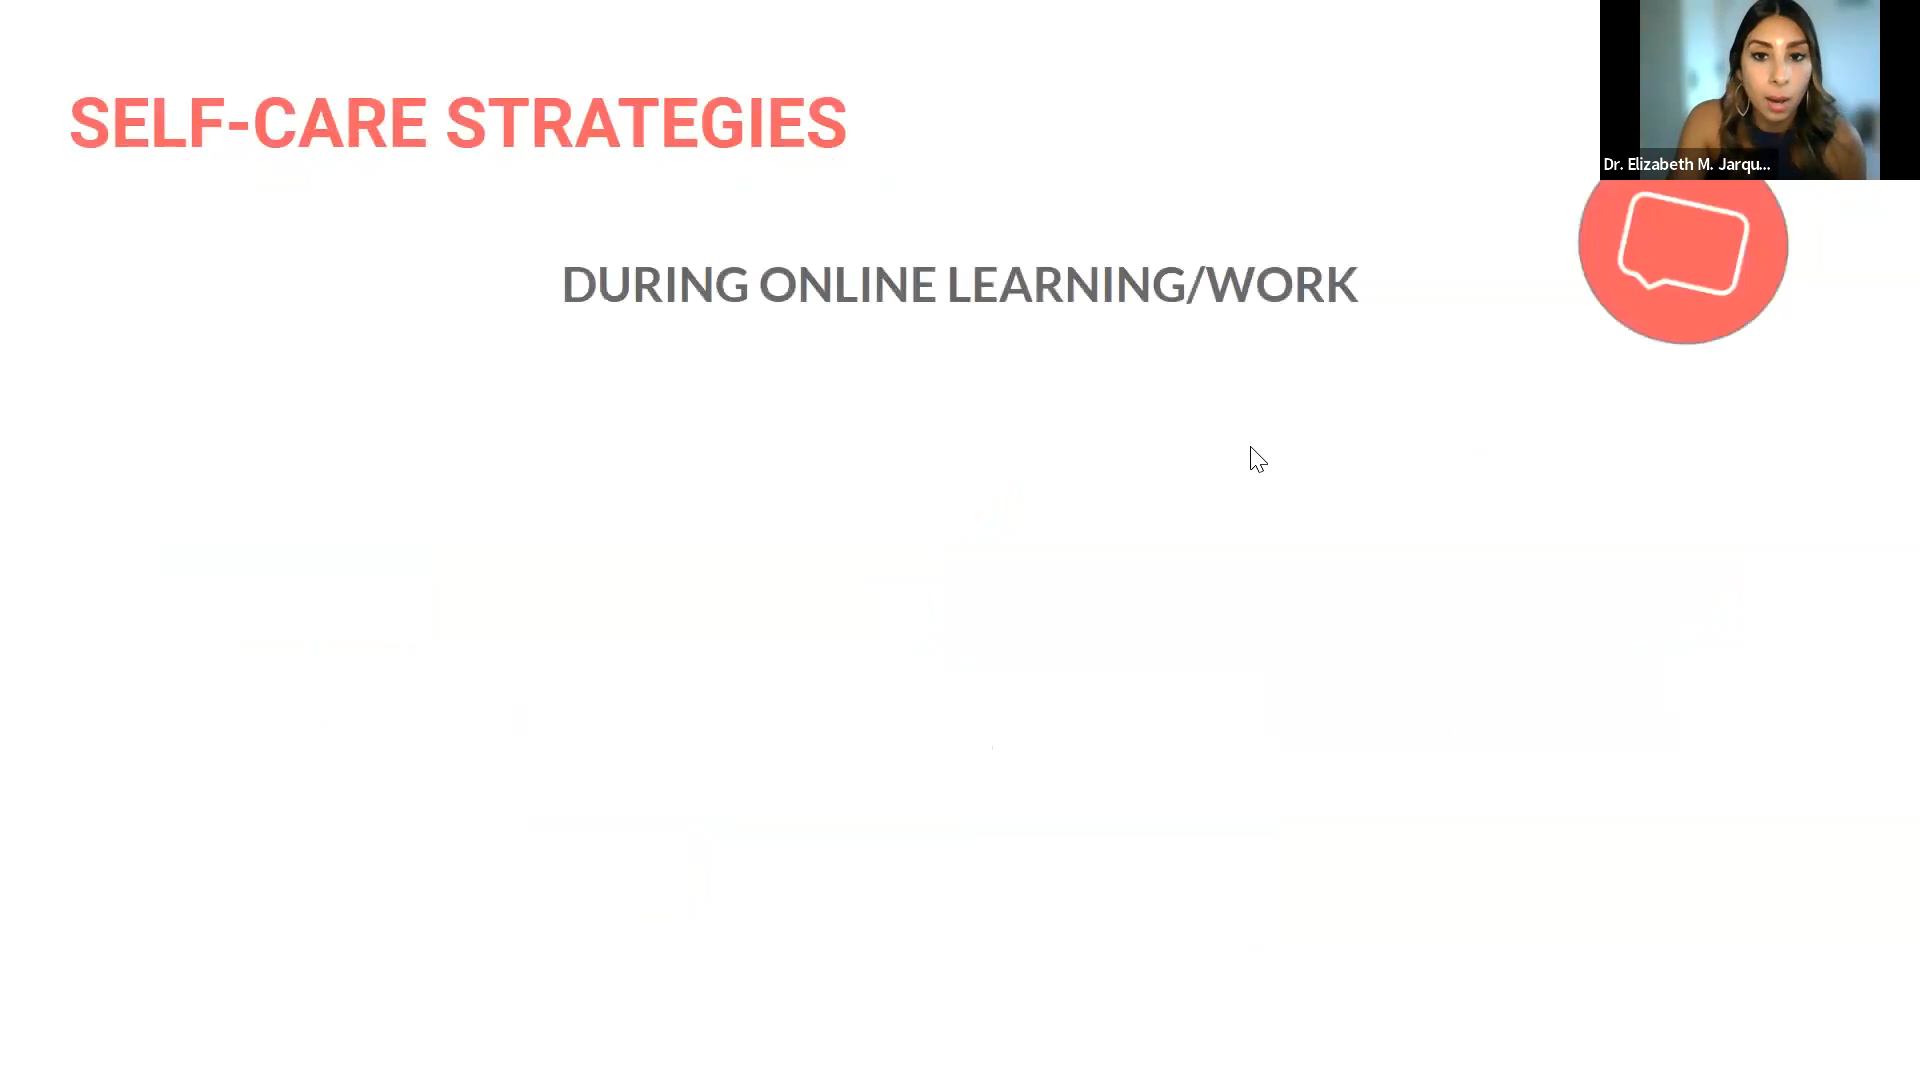 SELF-CARE STRATEGIES
Dr. Elizabeth M. Jarqu...
DURING ONLINE LEARNING/WORK